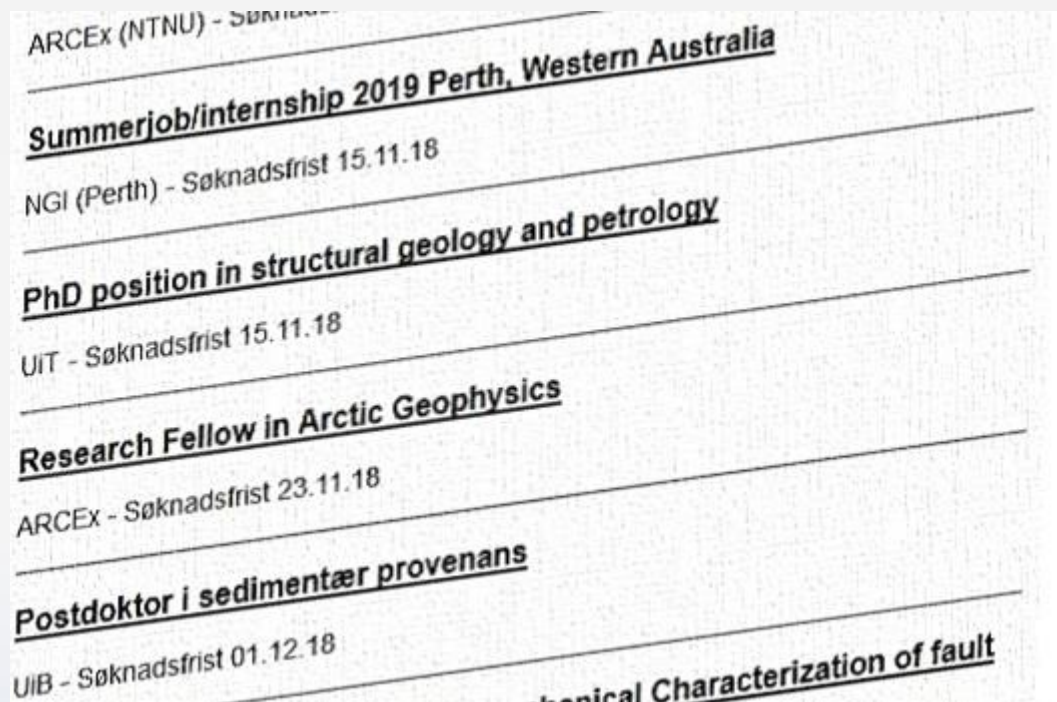 ARCEx (NTNU) -
Summerjob/internship 2019 Perth, Western Australia
NGI (Perth) - Søknadsfrist 15.11.18
PhD position in structural geology and petrology
UiT - Søknadsfrist 15.11.18
Research Fellow in Arctic Geophysics
ARCEx - Søknadsfrist 23.11.18
Postdoktor i sedimentær provenans
UiB - Søknadsfrist 01.12.18
Characterization of fault